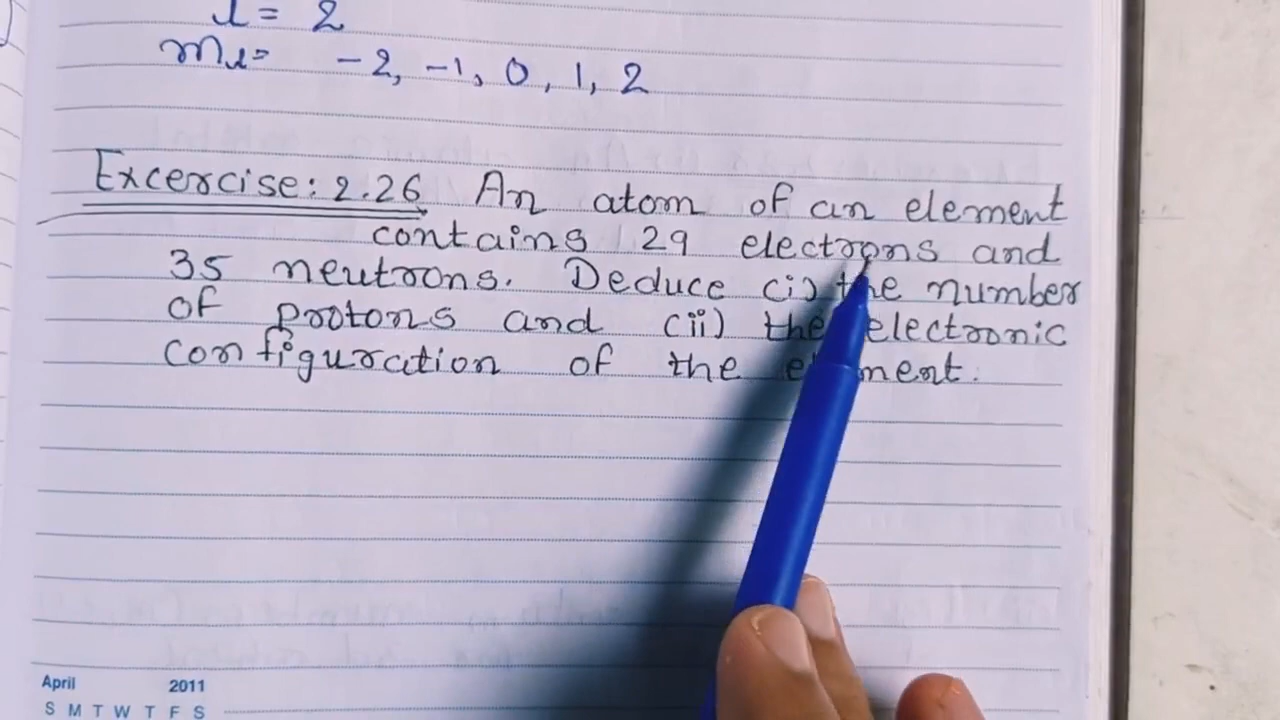 l = 2
ml= -2, -1, 0, 1, 2
Excercise: 2.26 An atom of an element
contains 29 electrons and
35 neutrons. Deduce (i) the number
of protons and (ii) the electronic
configuration of the element.
April 2011
S M T W T F S